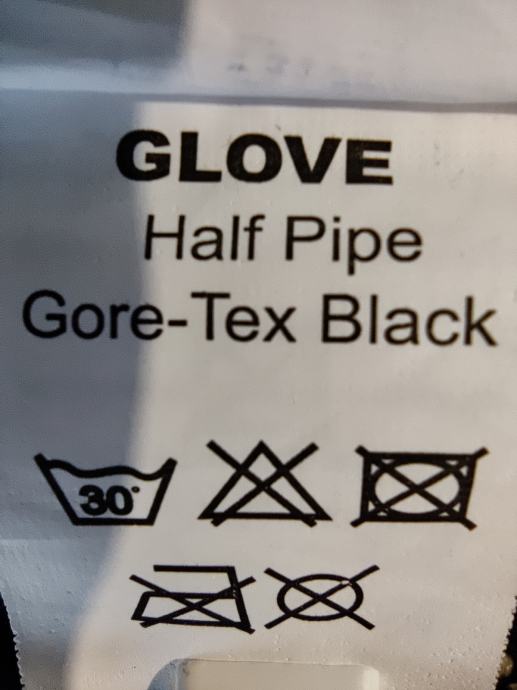 GLOVE
Half Pipe
Gore-Tex Black
30°